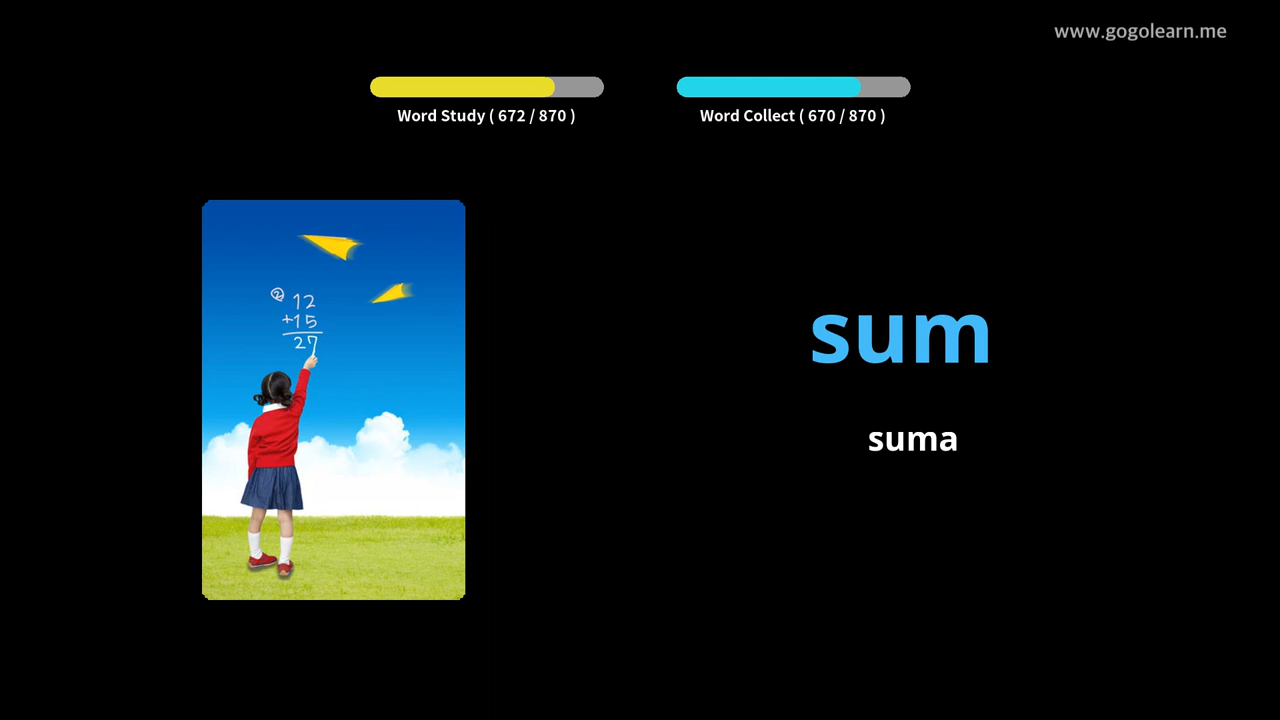 www.gogolearn.me
Word Study ( 672 / 870 )
Word Collect ( 670 / 870 )
② 12
+15
27
sum
suma